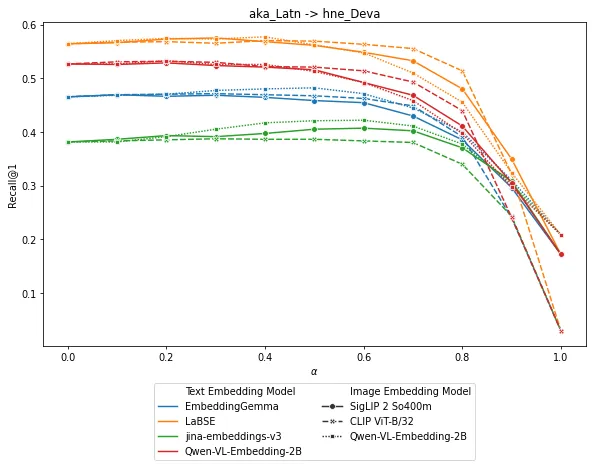 aka_Latn -> hne_Deva
0.6
0.5
0.4
0.3
0.2
0.1
Recall@1
0.0 0.2 0.4 0.6 0.8 1.0
α
Text Embedding Model
EmbeddingGemma
LaBSE
jina-embeddings-v3
Qwen-VL-Embedding-2B
Image Embedding Model
SigLIP 2 So400m
CLIP ViT-B/32
Qwen-VL-Embedding-2B